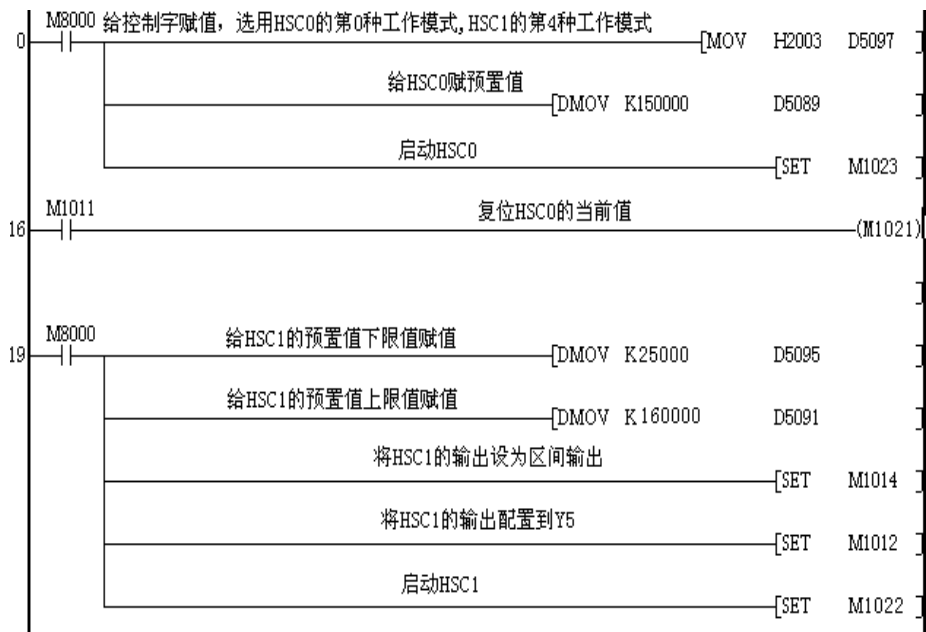 M8000 给控制字赋值，选用HSC0的第0种工作模式,HSC1的第4种工作模式
0 [MOV H2003 D5097 ]
给HSC0赋预置值
[DMOV K150000 D5089 ]
启动HSC0
[SET M1023 ]
M1011 复位HSC0的当前值
16 (M1021)
]
M8000 给HSC1的预置值下限值赋值
19 [DMOV K25000 D5095 ]
给HSC1的预置值上限值赋值
[DMOV K160000 D5091 ]
将HSC1的输出设为区间输出
[SET M1014 ]
将HSC1的输出配置到Y5
[SET M1012 ]
启动HSC1
[SET M1022 ]